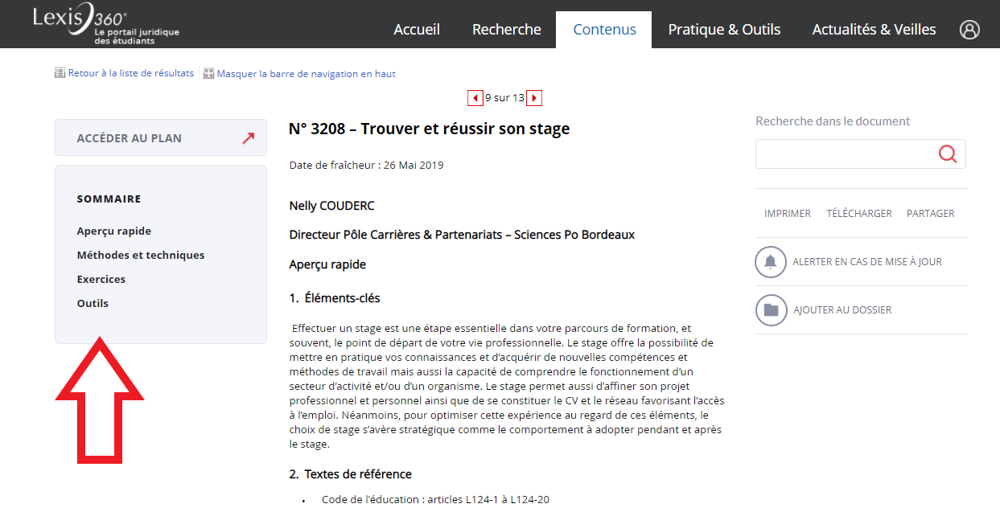 Lexis 360®
Le portail juridique
des étudiants
Accueil
Recherche
Contenus
Pratique & Outils
Actualités & Veilles
Retour à la liste de résultats
Masquer la barre de navigation en haut
9 sur 13
ACCÉDER AU PLAN
SOMMAIRE
Aperçu rapide
Méthodes et techniques
Exercices
Outils
N° 3208 – Trouver et réussir son stage
Date de fraîcheur : 26 Mai 2019
Nelly COUDERC
Directeur Pôle Carrières & Partenariats – Sciences Po Bordeaux
Aperçu rapide
1. Éléments-clés
Effectuer un stage est une étape essentielle dans votre parcours de formation, et
souvent, le point de départ de votre vie professionnelle. Le stage offre la possibilité de
mettre en pratique vos connaissances et d’acquérir de nouvelles compétences et
méthodes de travail mais aussi la capacité de comprendre le fonctionnement d’un
secteur d’activité et/ou d’un organisme. Le stage permet aussi d’affiner son projet
professionnel et personnel ainsi que de se constituer le CV et le réseau favorisant l’accès
à l’emploi. Néanmoins, pour optimiser cette expérience au regard de ces éléments, le
choix de stage s’avère stratégique comme le comportement à adopter pendant et après
le stage.
2. Textes de référence
• Code de l'éducation : articles L124-1 à L124-20
Recherche dans le document
IMPRIMER
TÉLÉCHARGER
PARTAGER
ALERTER EN CAS DE MISE À JOUR
AJOUTER AU DOSSIER